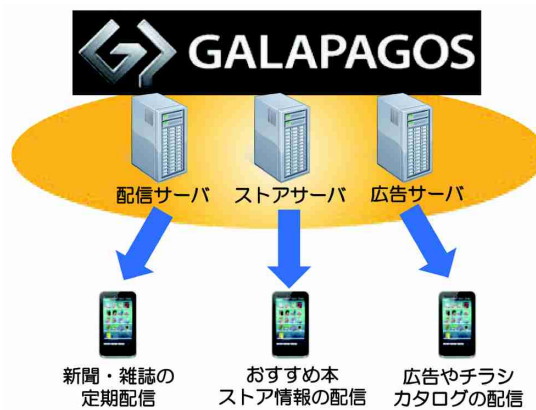 GALAPAGOS
配信サーバ
ストアサーバ
広告サーバ
新聞・雑誌の
定期配信
おすすめ本
ストア情報の配信
広告やチラシ
カタログの配信